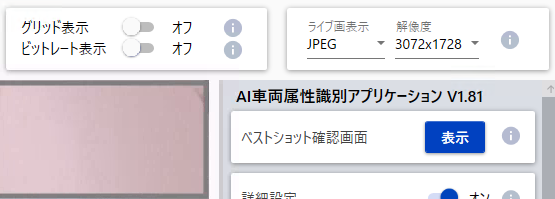 グリッド表示 オフ
ビットレート表示 オフ
ライブ画表示 解像度
JPEG 3072x1728
AI車両属性識別アプリケーション V1.81
ベストショット確認画面 表示
詳細設定 オン